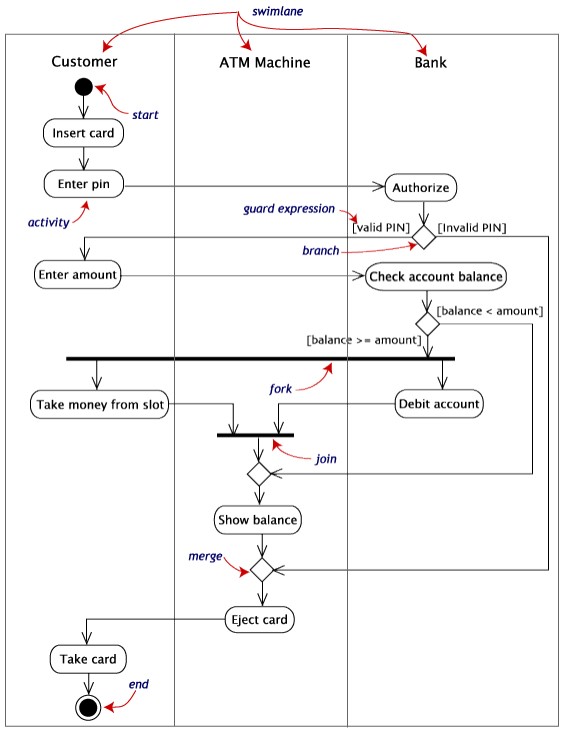 swimlane
Customer
ATM Machine
Bank
start
Insert card
Enter pin
Authorize
activity
guard expression
[valid PIN]
[Invalid PIN]
branch
Enter amount
Check account balance
[balance < amount]
[balance >= amount]
fork
Take money from slot
Debit account
join
Show balance
merge
Eject card
Take card
end